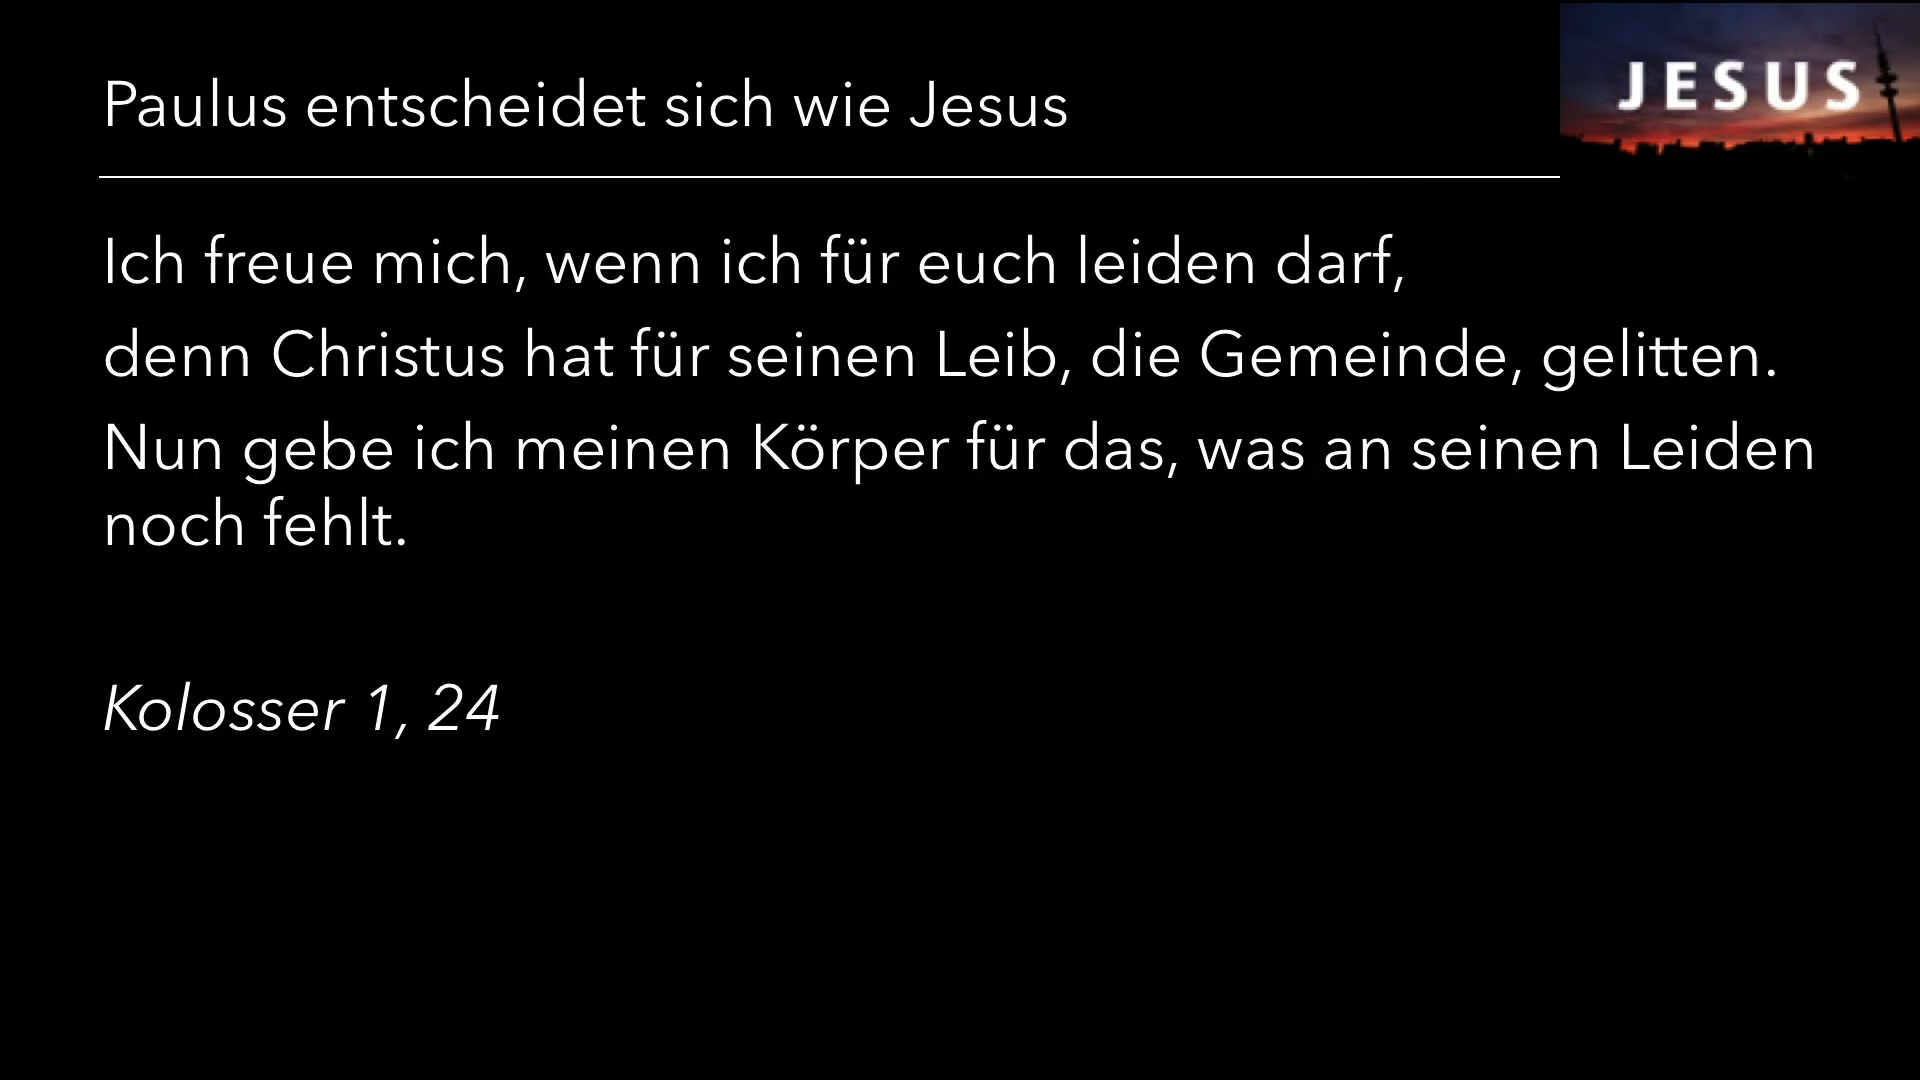 Paulus entscheidet sich wie Jesus
JESUS
Ich freue mich, wenn ich für euch leiden darf,
denn Christus hat für seinen Leib, die Gemeinde, gelitten.
Nun gebe ich meinen Körper für das, was an seinen Leiden
noch fehlt.
Kolosser 1, 24